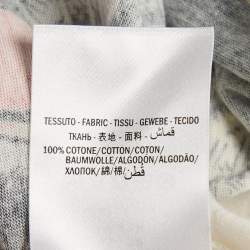 TESSUTO - FABRIC - TISSU - GEWEBE - TECIDO
ТКАНЬ - 地 - 面料 - قماش
100% COTONE/COTTON/COTON/
BAUMWOLLE/ALGODÓN/ALGODÃO/
ХЛОПОК/綿/棉/قطن